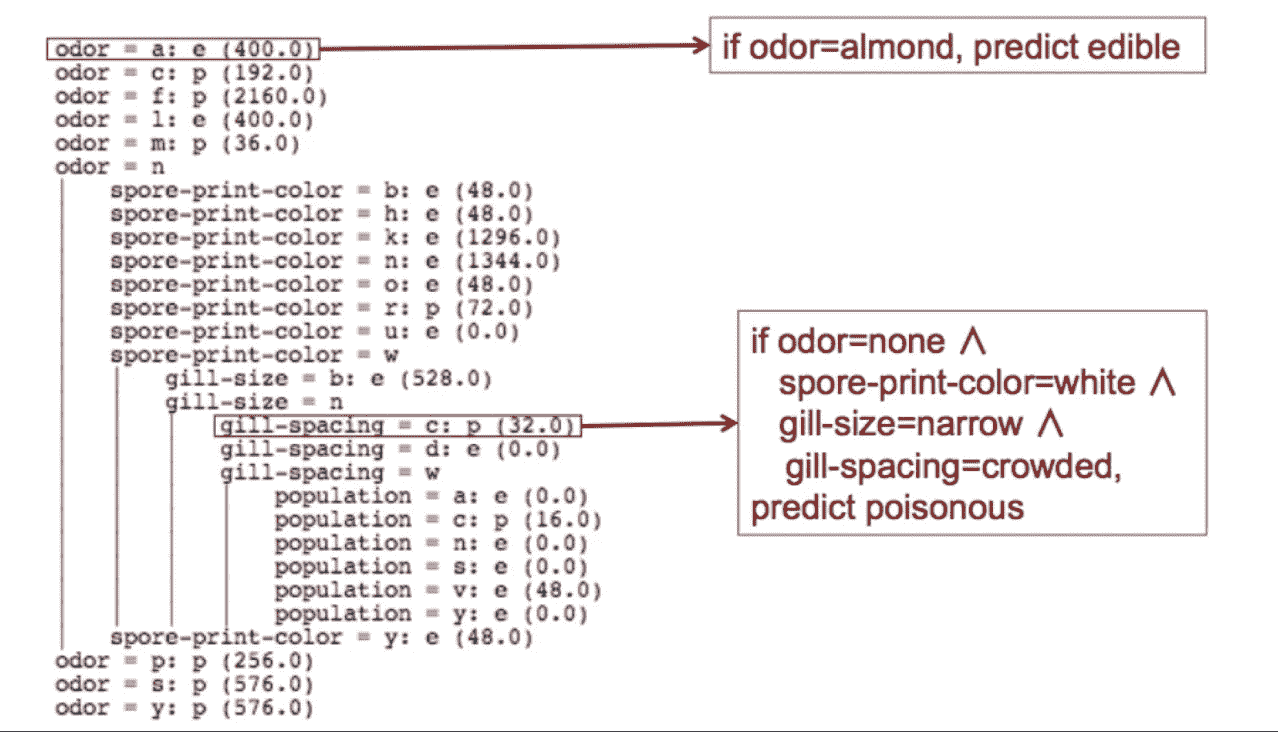 odor = a: e (400.0)
odor = c: p (192.0)
odor = f: p (2160.0)
odor = l: e (400.0)
odor = m: p (36.0)
odor = n
spore-print-color = b: e (48.0)
spore-print-color = h: e (48.0)
spore-print-color = k: e (1296.0)
spore-print-color = n: e (1344.0)
spore-print-color = o: e (48.0)
spore-print-color = r: p (72.0)
spore-print-color = u: e (0.0)
spore-print-color = w
gill-size = b: e (528.0)
gill-size = n
gill-spacing = c: p (32.0)
gill-spacing = d: e (0.0)
gill-spacing = w
population = a: e (0.0)
population = c: p (16.0)
population = n: e (0.0)
population = s: e (0.0)
population = v: e (48.0)
population = y: e (0.0)
spore-print-color = y: e (48.0)
odor = p: p (256.0)
odor = s: p (576.0)
odor = y: p (576.0)
if odor=almond, predict edible
if odor=none ∧
spore-print-color=white ∧
gill-size=narrow ∧
gill-spacing=crowded,
predict poisonous